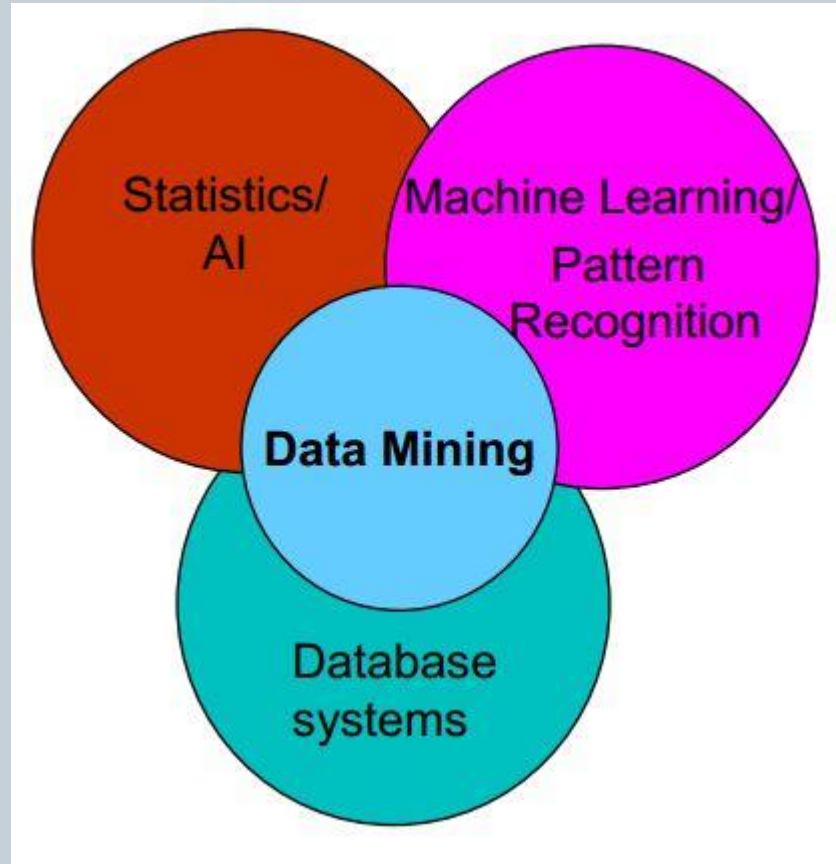 Statistics/
AI
Machine Learning/
Pattern
Recognition
Data Mining
Database
systems